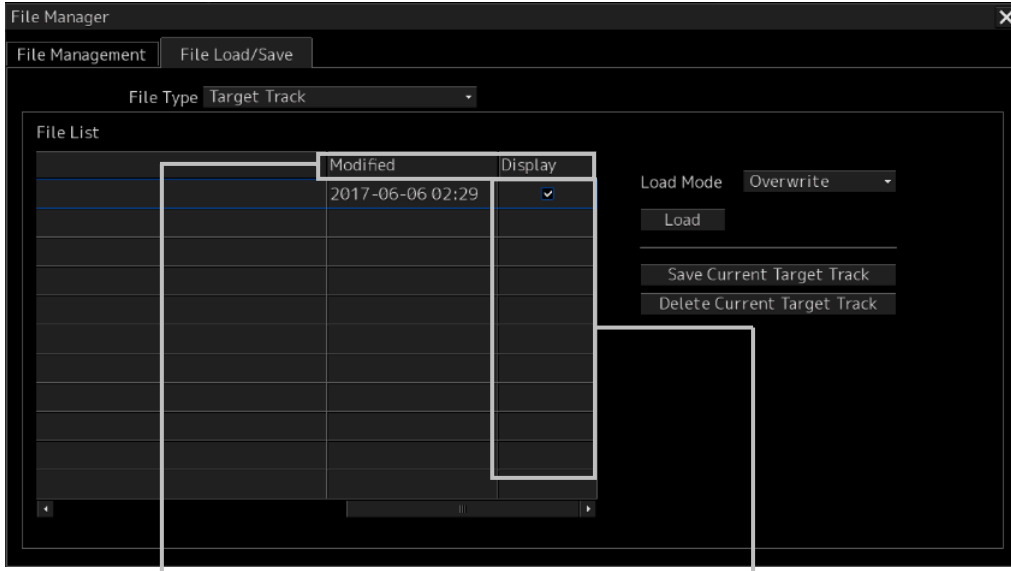 File Manager
File Management File Load/Save
File Type Target Track
File List
Modified Display
2017-06-06 02:29
Load Mode Overwrite
Load
Save Current Target Track
Delete Current Target Track